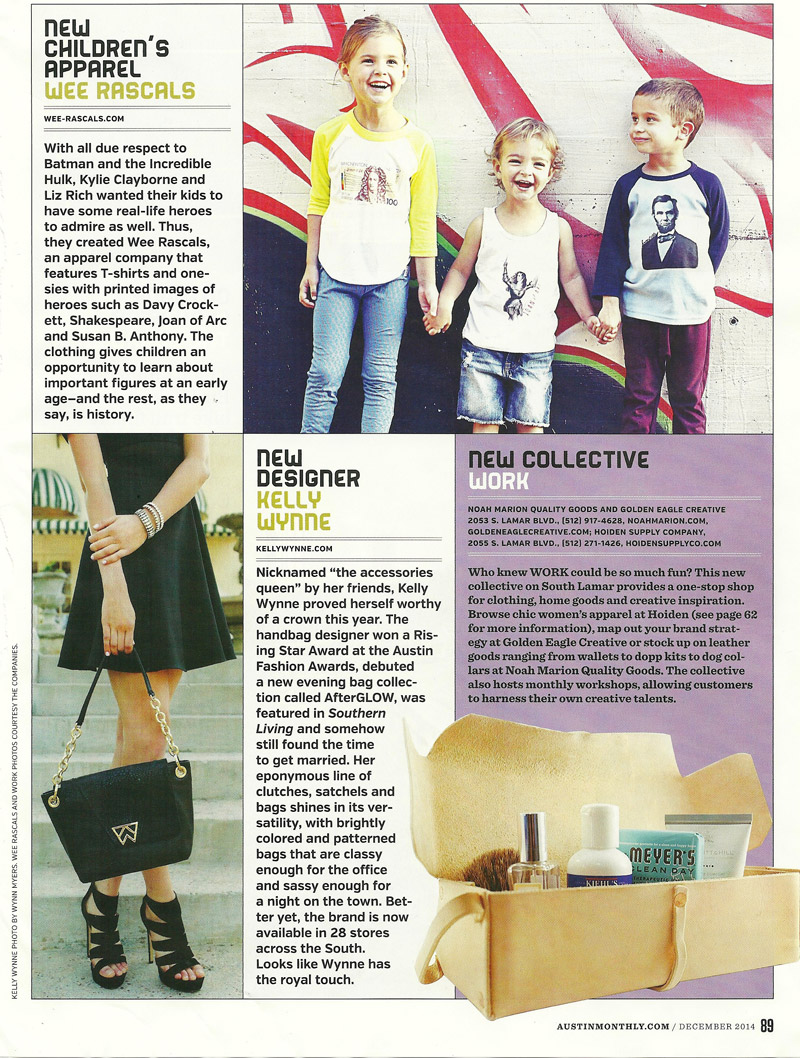 NEW
CHILDREN'S
APPAREL
WEE RASCALS
WEE-RASCALS.COM
With all due respect to
Batman and the Incredible
Hulk, Kylie Clayborne and
Liz Rich wanted their kids to
have some real-life heroes
to admire as well. Thus,
they created Wee Rascals,
an apparel company that
features T-shirts and one-
sies with printed images of
heroes such as Davy Crock-
ett, Shakespeare, Joan of Arc
and Susan B. Anthony. The
clothing gives children an
opportunity to learn about
important figures at an early
age—and the rest, as they
say, is history.
100
NEW
DESIGNER
KELLY
WYNNE
KELLYWYNNE.COM
Nicknamed “the accessories
queen” by her friends, Kelly
Wynne proved herself worthy
of a crown this year. The
handbag designer won a Ris-
ing Star Award at the Austin
Fashion Awards, debuted
a new evening bag collec-
tion called AfterGLOW, was
featured in Southern
Living and somehow
still found the time
to get married. Her
eponymous line of
clutches, satchels and
bags shines in its ver-
satility, with brightly
colored and patterned
bags that are classy
enough for the office
and sassy enough for
a night on the town. Bet-
ter yet, the brand is now
available in 28 stores
across the South.
Looks like Wynne has
the royal touch.
NEW COLLECTIVE
WORK
NOAH MARION QUALITY GOODS AND GOLDEN EAGLE CREATIVE
2053 S. LAMAR BLVD., (512) 917-4628, NOAHMARION.COM,
GOLDENEAGLECREATIVE.COM; HOIDEN SUPPLY COMPANY,
2055 S. LAMAR BLVD., (512) 271-1426, HOIDENSUPPLYCO.COM
Who knew WORK could be so much fun? This new
collective on South Lamar provides a one-stop shop
for clothing, home goods and creative inspiration.
Browse chic women's apparel at Hoiden (see page 62
for more information), map out your brand strat-
egy at Golden Eagle Creative or stock up on leather
goods ranging from wallets to dopp kits to dog col-
lars at Noah Marion Quality Goods. The collective
also hosts monthly workshops, allowing customers
to harness their own creative talents.
MEYER'S
CLEAN DAY
KIEHL'S
KELLY WYNNE PHOTO BY WYNN MYERS. WEE RASCALS AND WORK PHOTOS COURTESY THE COMPANIES.
AUSTINMONTHLY.COM / DECEMBER 2014 89